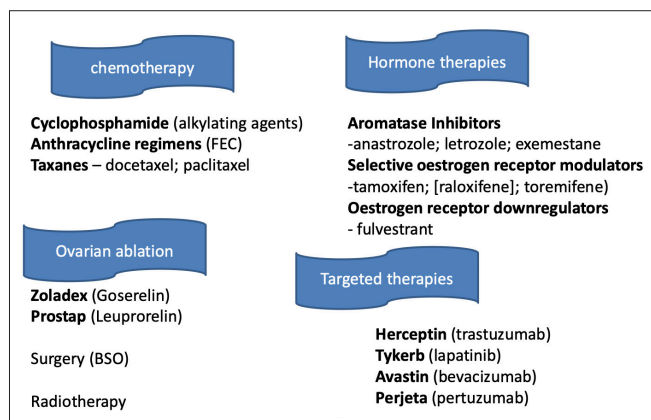 chemotherapy
Cyclophosphamide (alkylating agents)
Anthracycline regimens (FEC)
Taxanes – docetaxel; paclitaxel
Hormone therapies
Aromatase Inhibitors
-anastrozole; letrozole; exemestane
Selective oestrogen receptor modulators
-tamoxifen; [raloxifene]; toremifene)
Oestrogen receptor downregulators
- fulvestrant
Ovarian ablation
Zoladex (Goserelin)
Prostap (Leuprorelin)
Surgery (BSO)
Radiotherapy
Targeted therapies
Herceptin (trastuzumab)
Tykerb (lapatinib)
Avastin (bevacizumab)
Perjeta (pertuzumab)